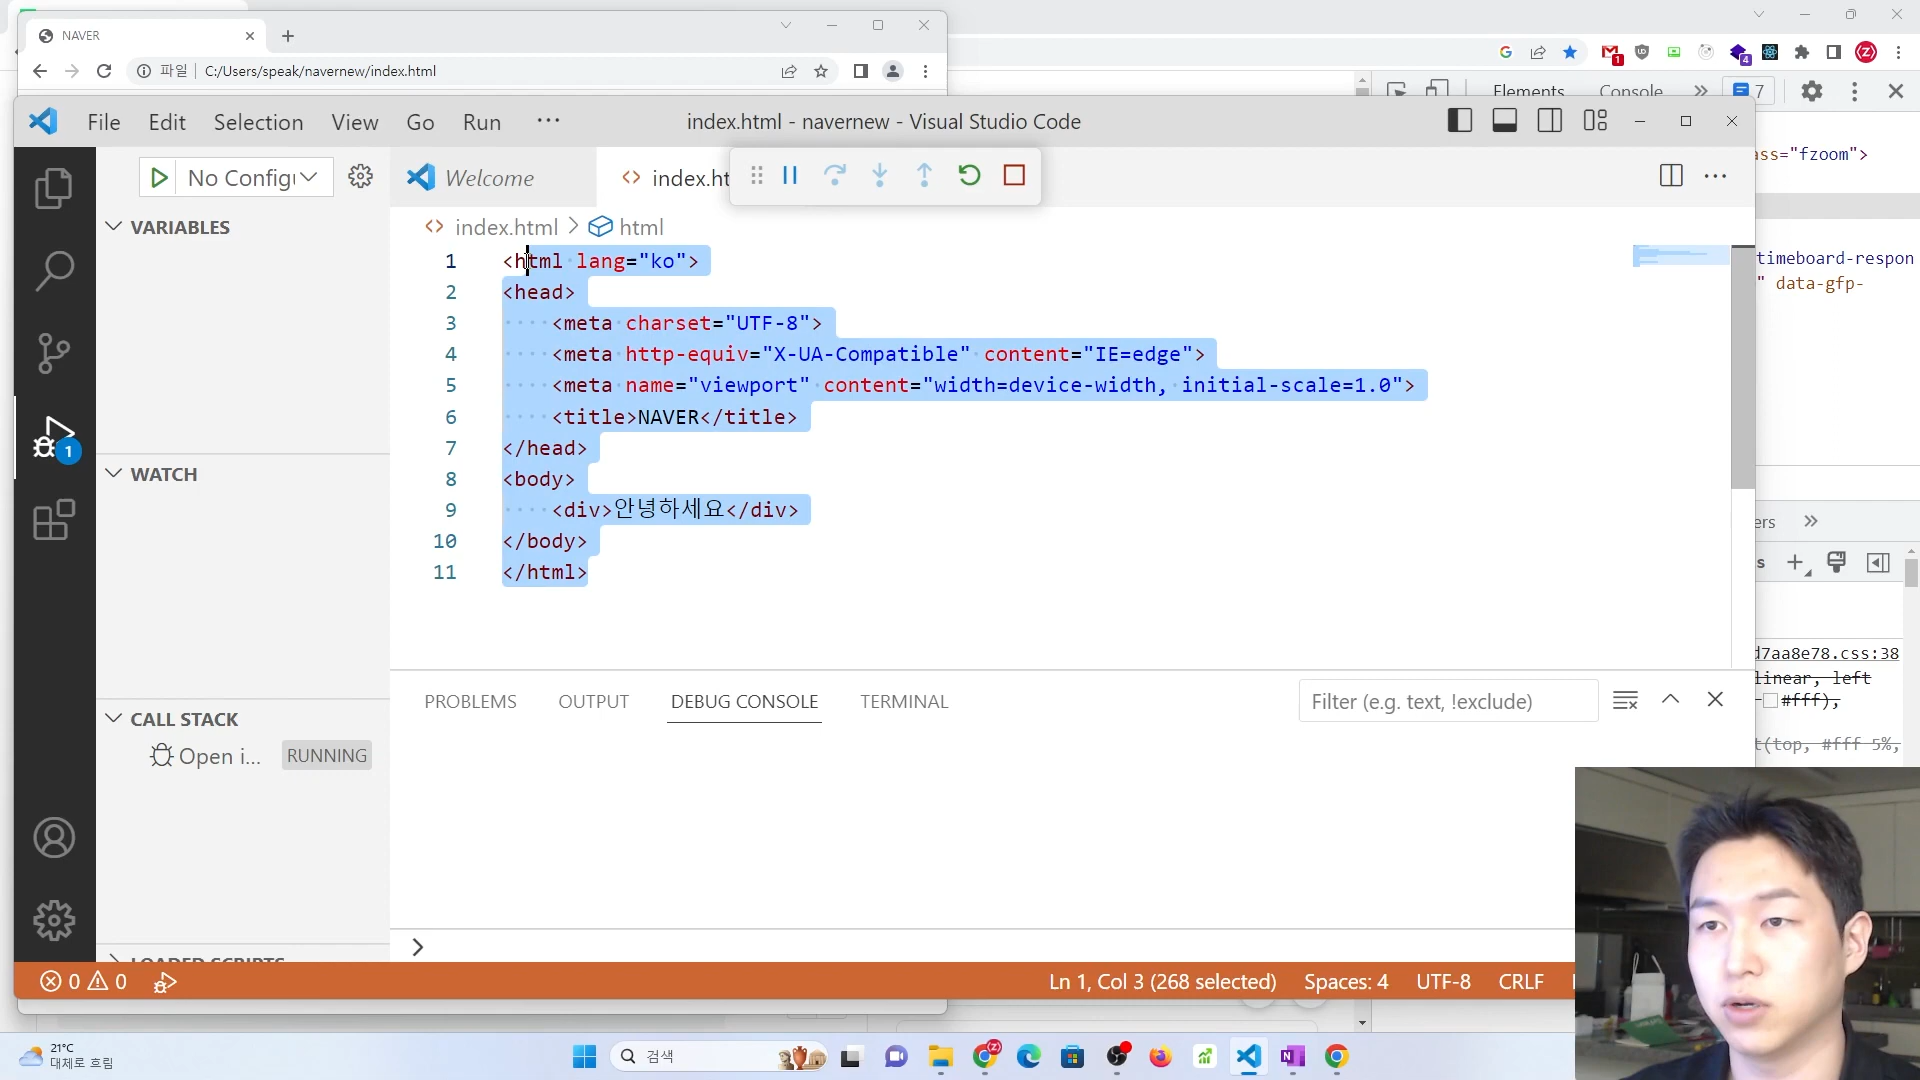 NAVER
파일 C:/Users/speak/navernew/index.html
Elements Console 7
File Edit Selection View Go Run ··· index.html - navernew - Visual Studio Code
ass="fzoom">
No Config
Welcome
index.ht
VARIABLES
index.html > html
1 <html lang="ko">
2 <head>
3 <meta charset="UTF-8">
4 <meta http-equiv="X-UA-Compatible" content="IE=edge">
5 <meta name="viewport" content="width=device-width, initial-scale=1.0">
6 <title>NAVER</title>
7 </head>
8 <body>
9 <div>안녕하세요</div>
10 </body>
11 </html>
timeboard-respon
" data-gfp-
WATCH
ers
s
d7aa8e78.css:38
linear, left
#fff),
t(top, #fff 5%,
CALL STACK
Open i... RUNNING
PROBLEMS OUTPUT DEBUG CONSOLE TERMINAL Filter (e.g. text, !exclude)
1
LOADED SCRIPTS
0 0 Ln 1, Col 3 (268 selected) Spaces: 4 UTF-8 CRLF
21°C
대체로 흐림
검색